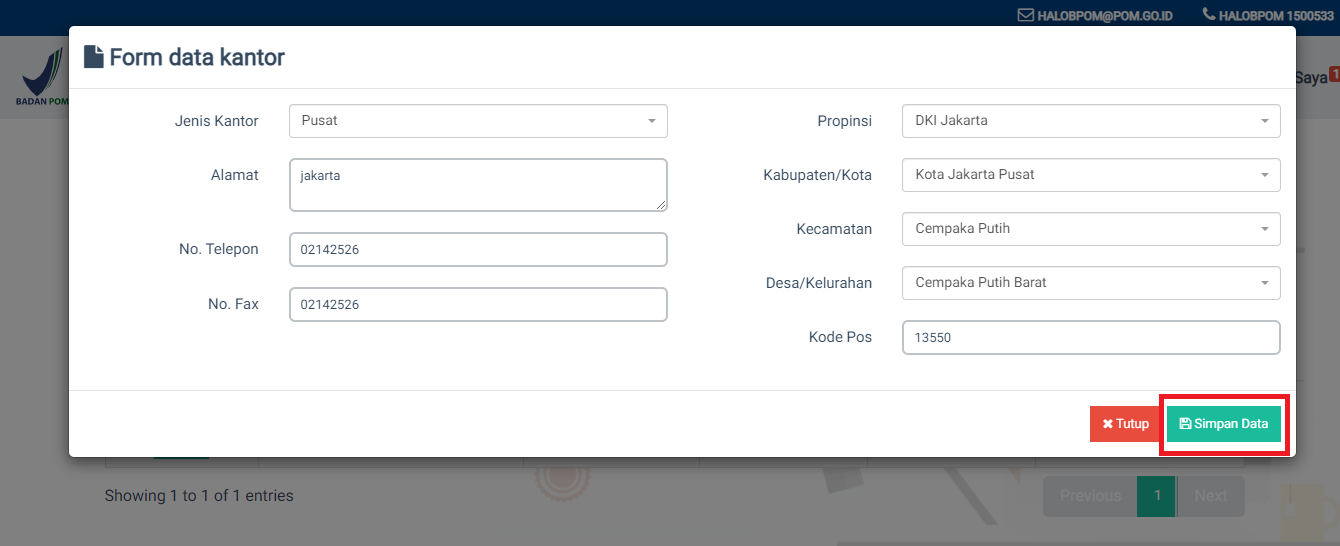 HALOBPOM@POM.GO.ID HALOBPOM 1500533
BADAN POM
Saya 1
Form data kantor
Jenis Kantor Pusat
Alamat jakarta
No. Telepon 02142526
No. Fax 02142526
Propinsi DKI Jakarta
Kabupaten/Kota Kota Jakarta Pusat
Kecamatan Cempaka Putih
Desa/Kelurahan Cempaka Putih Barat
Kode Pos 13550
Tutup Simpan Data
Showing 1 to 1 of 1 entries
Previous 1 Next